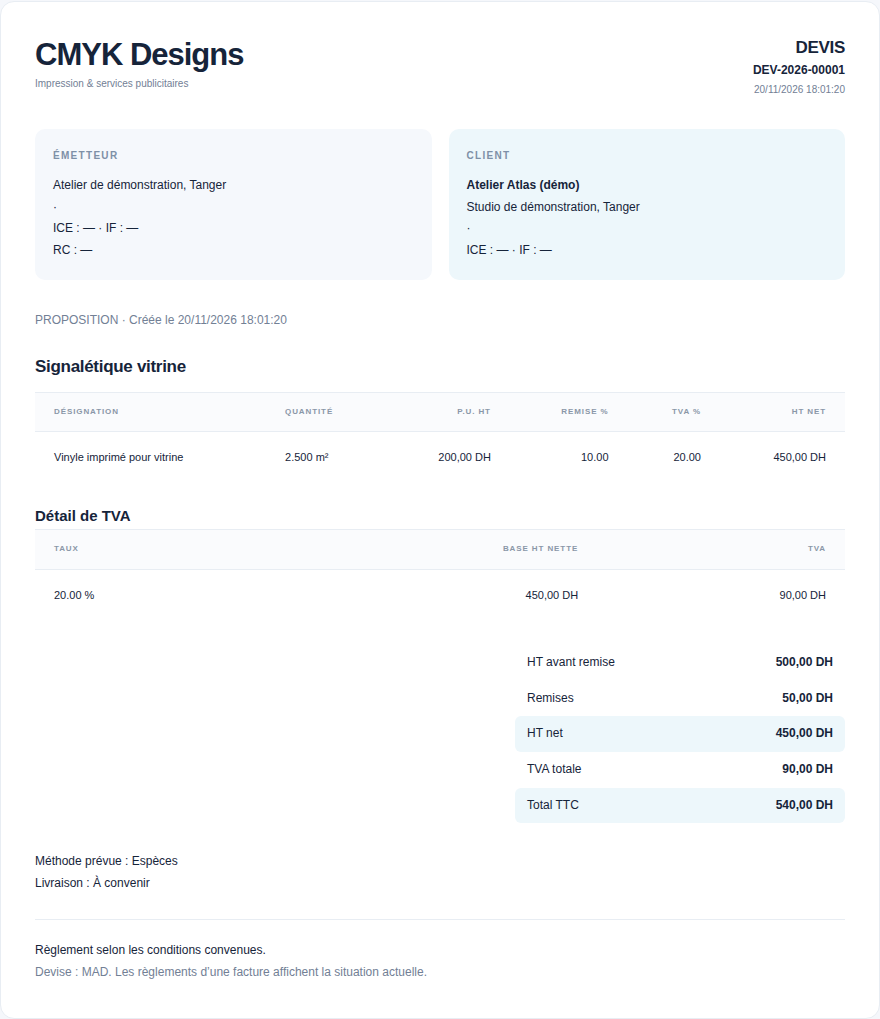 CMYK Designs
Impression & services publicitaires
DEVIS
DEV-2026-00001
20/11/2026 18:01:20
ÉMETTEUR
Atelier de démonstration, Tanger
·
ICE : — · IF : —
RC : —
CLIENT
Atelier Atlas (démo)
Studio de démonstration, Tanger
·
ICE : — · IF : —
PROPOSITION · Créée le 20/11/2026 18:01:20
Signalétique vitrine
DÉSIGNATION QUANTITÉ P.U. HT REMISE % TVA % HT NET
Vinyle imprimé pour vitrine 2.500 m² 200,00 DH 10.00 20.00 450,00 DH
Détail de TVA
TAUX BASE HT NETTE TVA
20.00 % 450,00 DH 90,00 DH
HT avant remise 500,00 DH
Remises 50,00 DH
HT net 450,00 DH
TVA totale 90,00 DH
Total TTC 540,00 DH
Méthode prévue : Espèces
Livraison : À convenir
Règlement selon les conditions convenues.
Devise : MAD. Les règlements d’une facture affichent la situation actuelle.